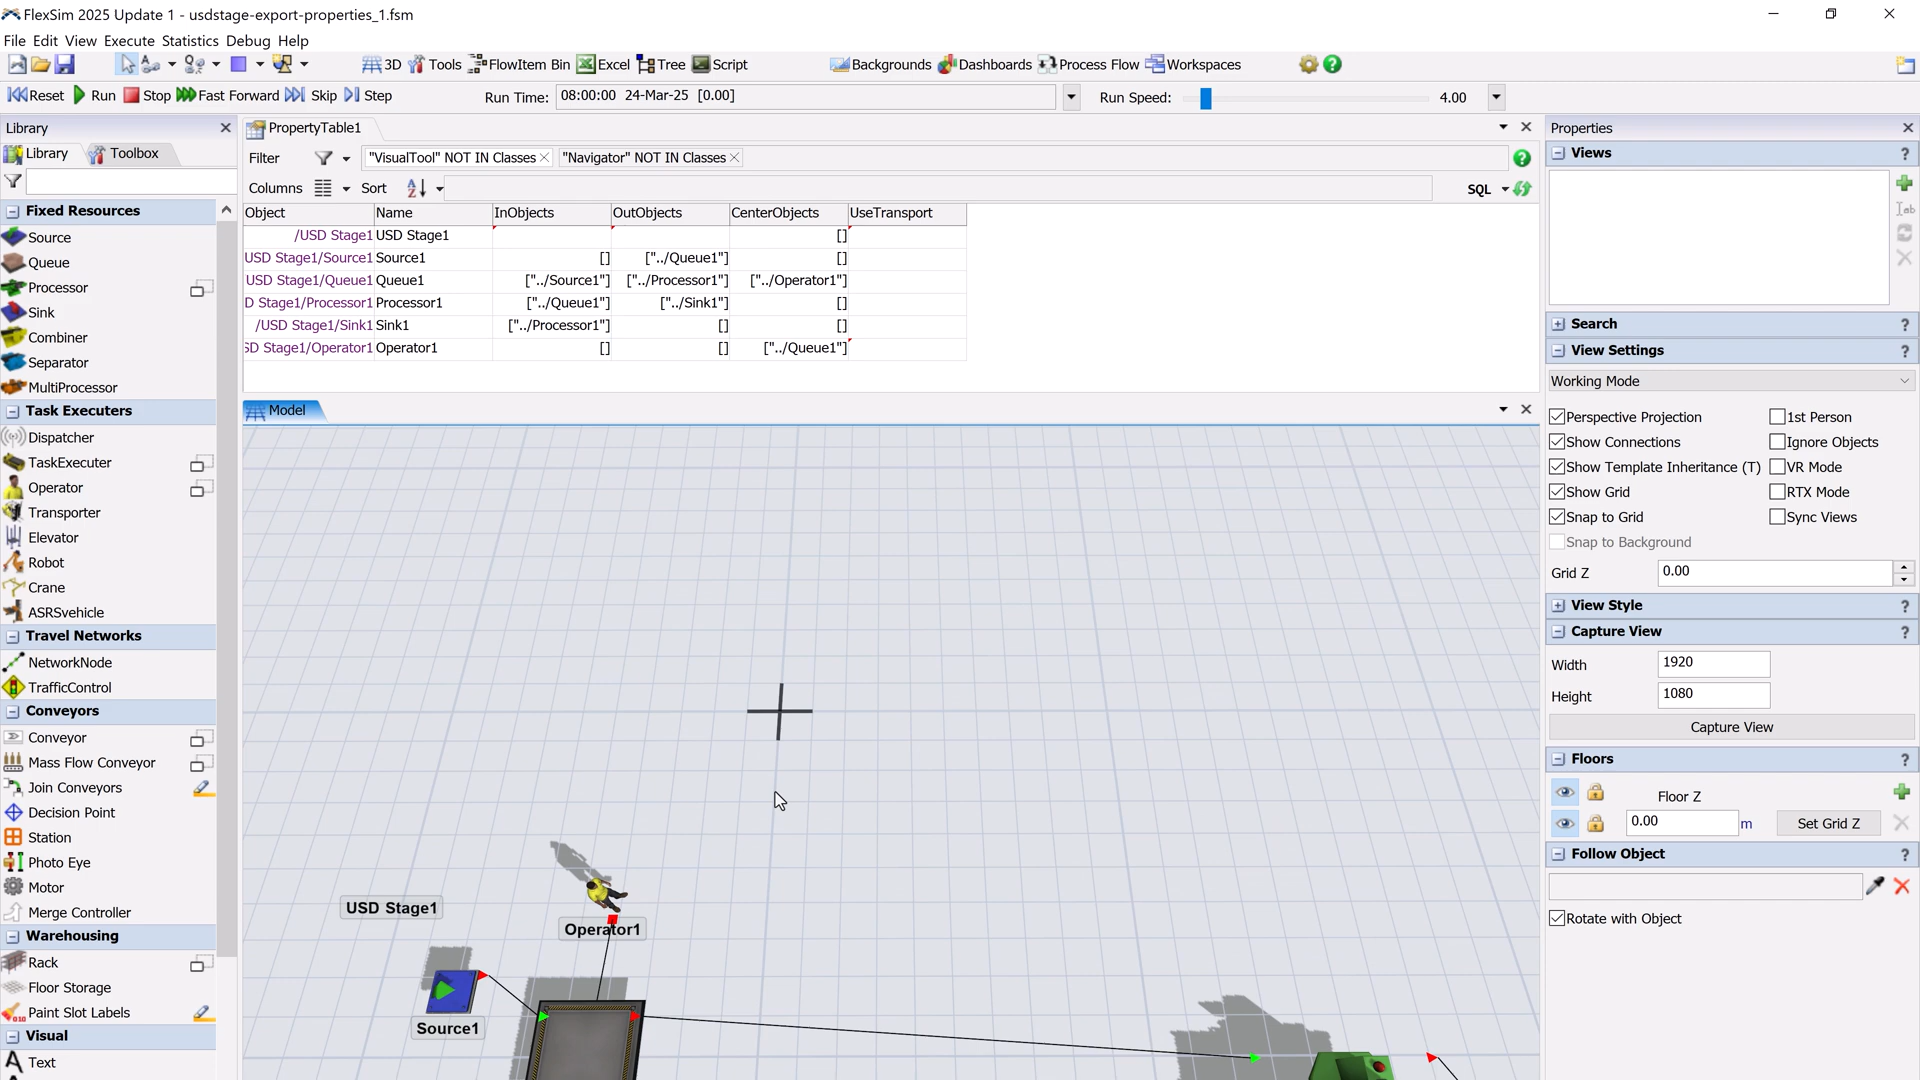 FlexSim 2025 Update 1 - usdstage-export-properties_1.fsm
File Edit View Execute Statistics Debug Help
3D Tools FlowItem Bin Excel Tree Script Backgrounds Dashboards Process Flow Workspaces
Reset Run Stop Fast Forward Skip Step Run Time: 08:00:00 24-Mar-25 [0.00] Run Speed: 4.00
Library
Library Toolbox
Fixed Resources
Source
Queue
Processor
Sink
Combiner
Separator
MultiProcessor
Task Executers
Dispatcher
TaskExecuter
Operator
Transporter
Elevator
Robot
Crane
ASRSvehicle
Travel Networks
NetworkNode
TrafficControl
Conveyors
Conveyor
Mass Flow Conveyor
Join Conveyors
Decision Point
Station
Photo Eye
Motor
Merge Controller
Warehousing
Rack
Floor Storage
Paint Slot Labels
Visual
Text
PropertyTable1
Filter "VisualTool" NOT IN Classes "Navigator" NOT IN Classes
Columns Sort SQL
Object Name InObjects OutObjects CenterObjects UseTransport
/USD Stage1 USD Stage1 []
USD Stage1/Source1 Source1 [] ["../Queue1"] []
USD Stage1/Queue1 Queue1 ["../Source1"] ["../Processor1"] ["../Operator1"]
D Stage1/Processor1 Processor1 ["../Queue1"] ["../Sink1"] []
/USD Stage1/Sink1 Sink1 ["../Processor1"] [] []
SD Stage1/Operator1 Operator1 [] [] ["../Queue1"]
Model
USD Stage1
Operator1
Source1
Properties
Views
Search
View Settings
Working Mode
Perspective Projection 1st Person
Show Connections Ignore Objects
Show Template Inheritance (T) VR Mode
Show Grid RTX Mode
Snap to Grid Sync Views
Snap to Background
Grid Z 0.00
View Style
Capture View
Width 1920
Height 1080
Capture View
Floors
Floor Z
0.00 m Set Grid Z
Follow Object
Rotate with Object